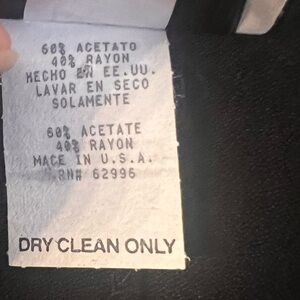 60% ACETATO
40% RAYON
HECHO EN EE.UU.
LAVAR EN SECO
SOLAMENTE
60% ACETATE
40% RAYON
MADE IN U.S.A.
RN# 62996
DRY CLEAN ONLY